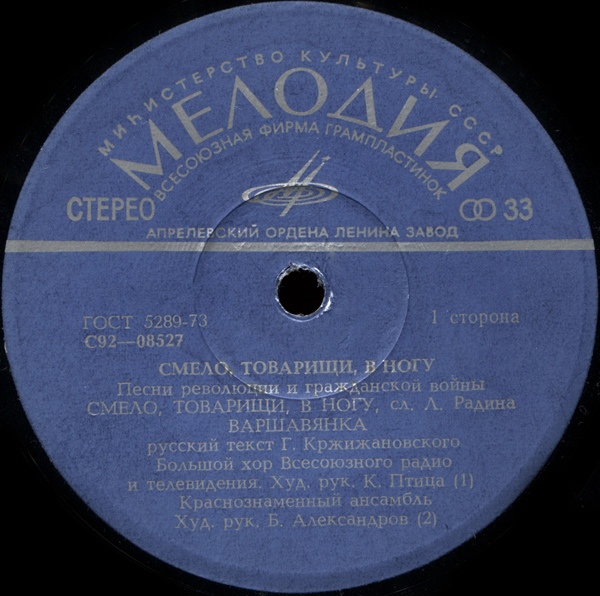 МИНИСТЕРСТВО КУЛЬТУРЫ СССР
МЕЛОДИЯ
ВСЕСОЮЗНАЯ ФИРМА ГРАМПЛАСТИНОК
СТЕРЕО
33
АПРЕЛЕВСКИЙ ОРДЕНА ЛЕНИНА ЗАВОД
ГОСТ 5289-73
1 сторона
С92—08527
СМЕЛО, ТОВАРИЩИ, В НОГУ
Песни революции и гражданской войны
СМЕЛО, ТОВАРИЩИ, В НОГУ, сл. Л. Радина
ВАРШАВЯНКА
русский текст Г. Кржижановского
Большой хор Всесоюзного радио
и телевидения. Худ. рук. К. Птица (1)
Краснознаменный ансамбль
Худ. рук. Б. Александров (2)